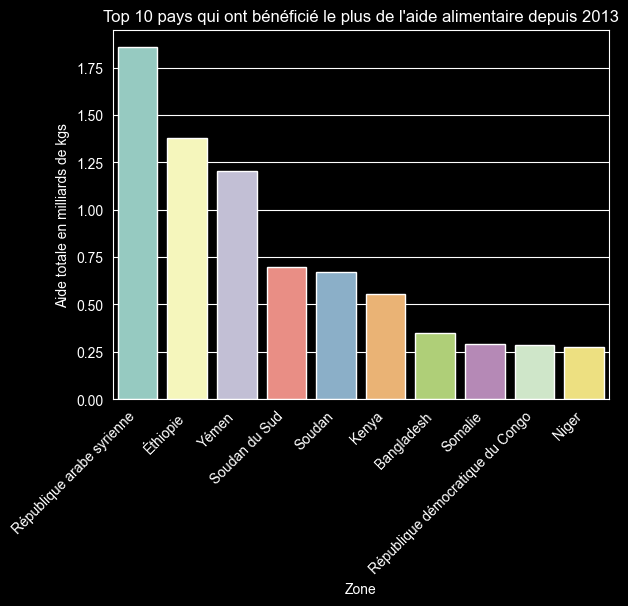 Top 10 pays qui ont bénéficié le plus de l'aide alimentaire depuis 2013
Aide totale en milliards de kgs
1.75
1.50
1.25
1.00
0.75
0.50
0.25
0.00
République arabe syrienne
Éthiopie
Yémen
Soudan du Sud
Soudan
Kenya
Bangladesh
Somalie
République démocratique du Congo
Niger
Zone